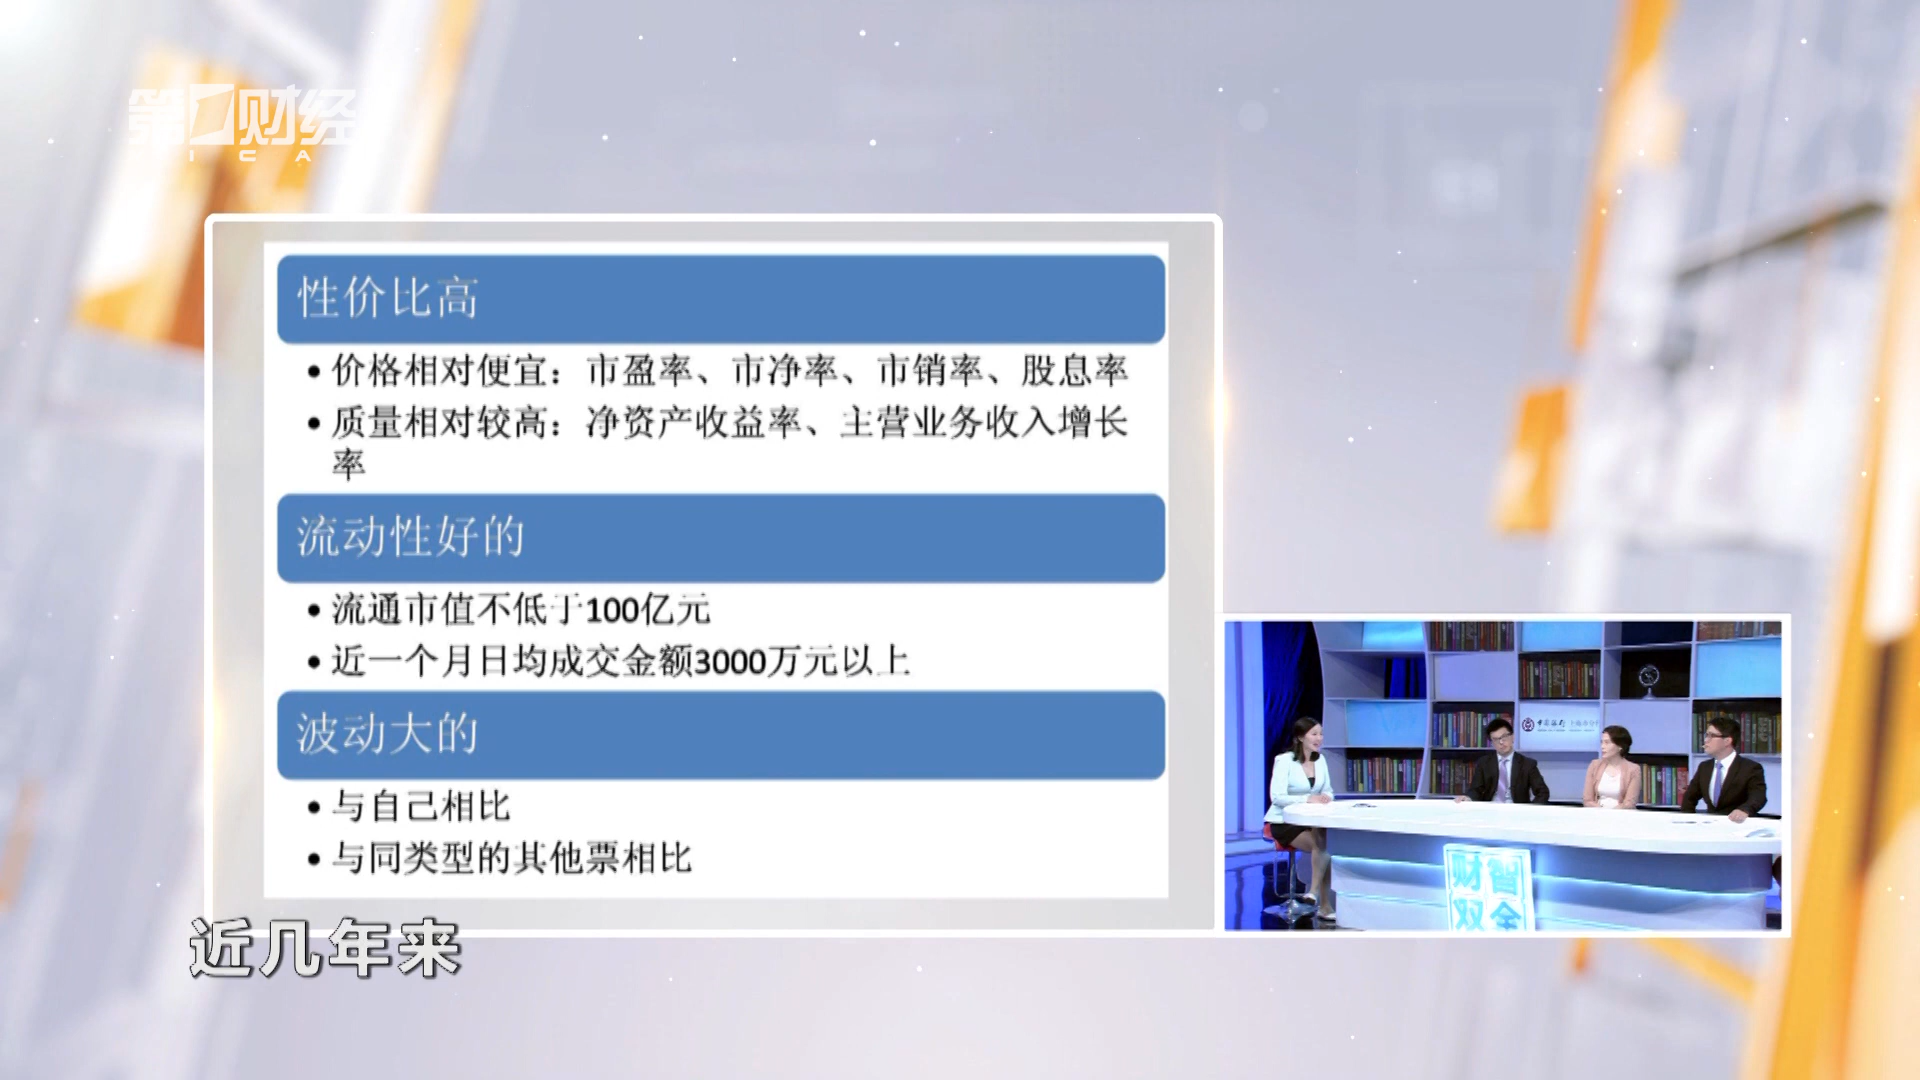 第一财经
性价比高
• 价格相对便宜：市盈率、市净率、市销率、股息率
• 质量相对较高：净资产收益率、主营业务收入增长
率
流动性好的
• 流通市值不低于100亿元
• 近一个月日均成交金额3000万元以上
波动大的
• 与自己相比
• 与同类型的其他票相比
中国银行
财智
双全
近几年来